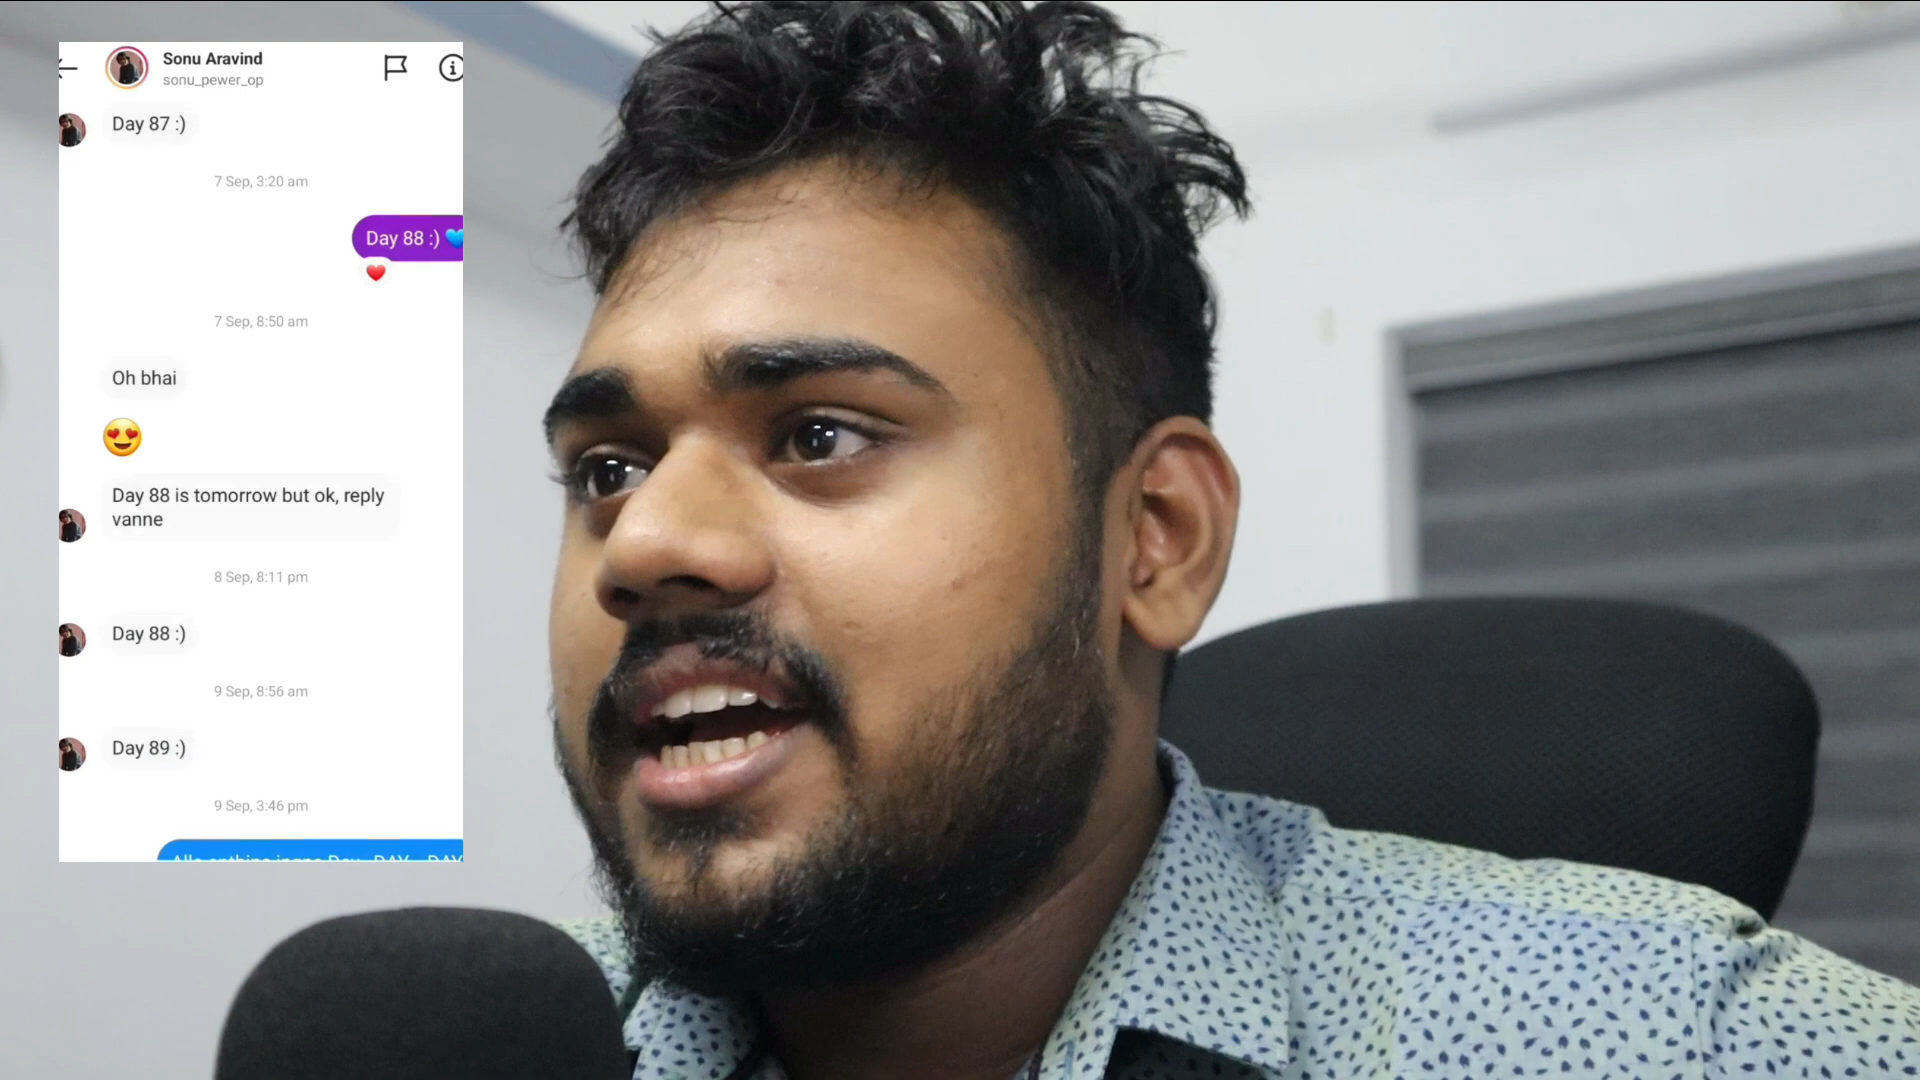 Sonu Aravind
sonu_pewer_op
Day 87 :)
7 Sep, 3:20 am
Day 88 :) 💙
❤️
7 Sep, 8:50 am
Oh bhai
😍
Day 88 is tomorrow but ok, reply
vanne
8 Sep, 8:11 pm
Day 88 :)
9 Sep, 8:56 am
Day 89 :)
9 Sep, 3:46 pm